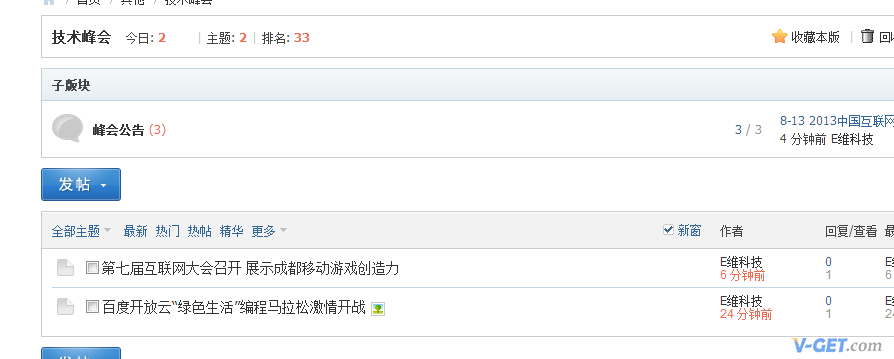 首页 / 其他 / 技术峰会
技术峰会 今日: 2 | 主题: 2 | 排名: 33 收藏本版 | 回
子版块
峰会公告 (3) 3 / 3 8-13 2013中国互联网
4 分钟前 E维科技
发帖
全部主题 最新 热门 热帖 精华 更多 新窗 作者 回复/查看
第七届互联网大会召开 展示成都移动游戏创造力 E维科技 0 E
6 分钟前 1 6
百度开放云“绿色生活”编程马拉松激情开战 E维科技 0 E
24 分钟前 1 24
V-GET.com